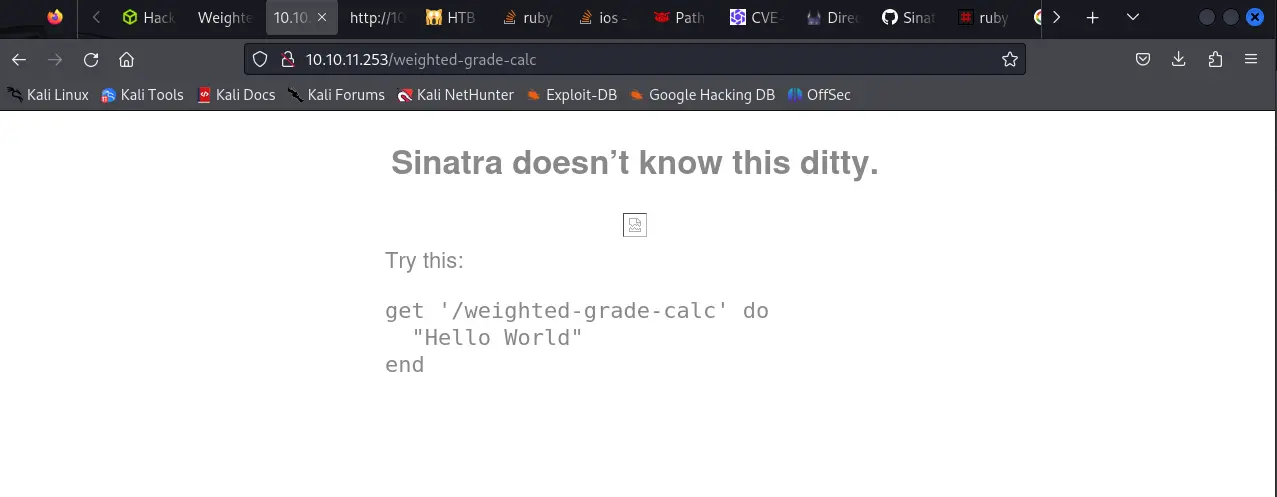 Hack
Weighte
10.10.
http://10
HTB
ruby
ios -
Path
CVE-
Dire
Sinat
ruby
10.10.11.253/weighted-grade-calc
Kali Linux
Kali Tools
Kali Docs
Kali Forums
Kali NetHunter
Exploit-DB
Google Hacking DB
OffSec
Sinatra doesn’t know this ditty.
Try this:
get '/weighted-grade-calc' do
"Hello World"
end